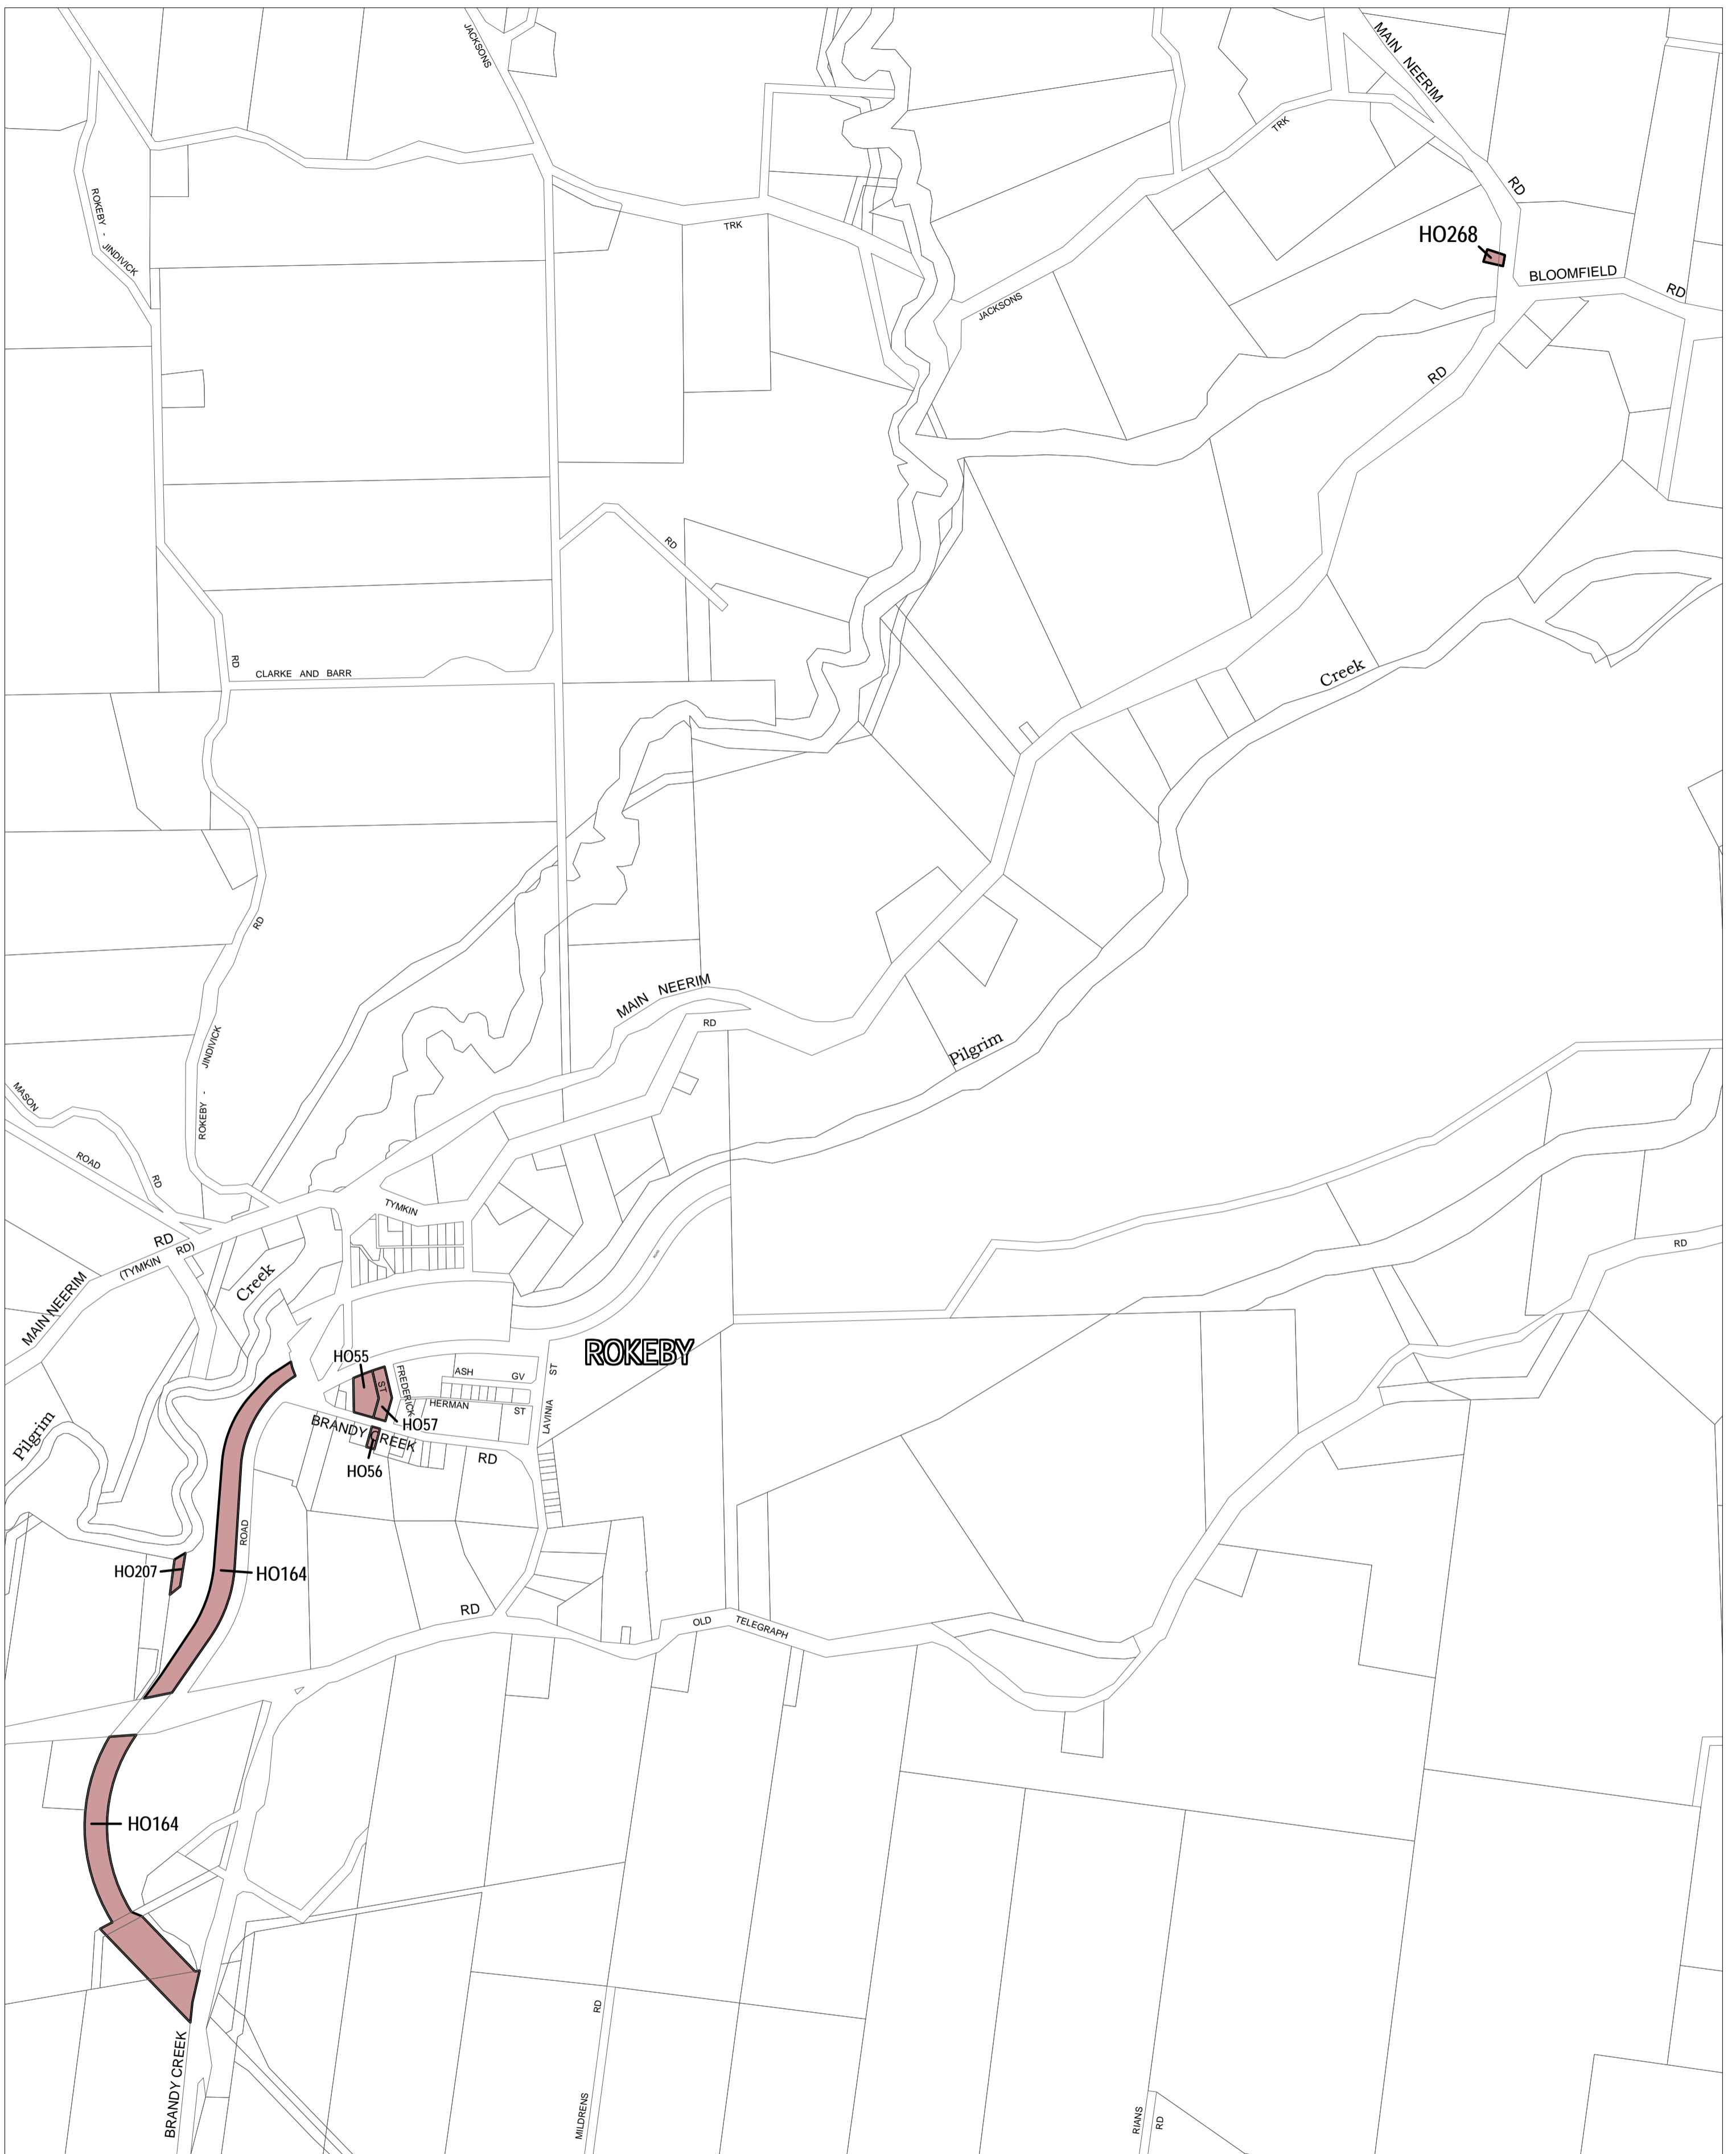 JACKSONS
MAIN NEERIM
TRK
RD
ROKEBY -
JINDIVICK
TRK
HO268
BLOOMFIELD
RD
JACKSONS
RD
RD
RD
CLARKE AND BARR
Creek
RD
MAIN NEERIM
RD
Pilgrim
JINDIVICK
ROKEBY -
MASON
ROAD
RD
TYMKIN
RD
(TYMKIN RD)
MAIN NEERIM
Creek
RD
ROKEBY
HO55
ST
FREDERICK
ASH GV
ST
HERMAN ST
LAVINIA
HO57
BRANDY CREEK
RD
HO56
Pilgrim
ROAD
HO207
HO164
RD
OLD TELEGRAPH
HO164
BRANDY CREEK
RD
MILDRENS
RIANS
RD